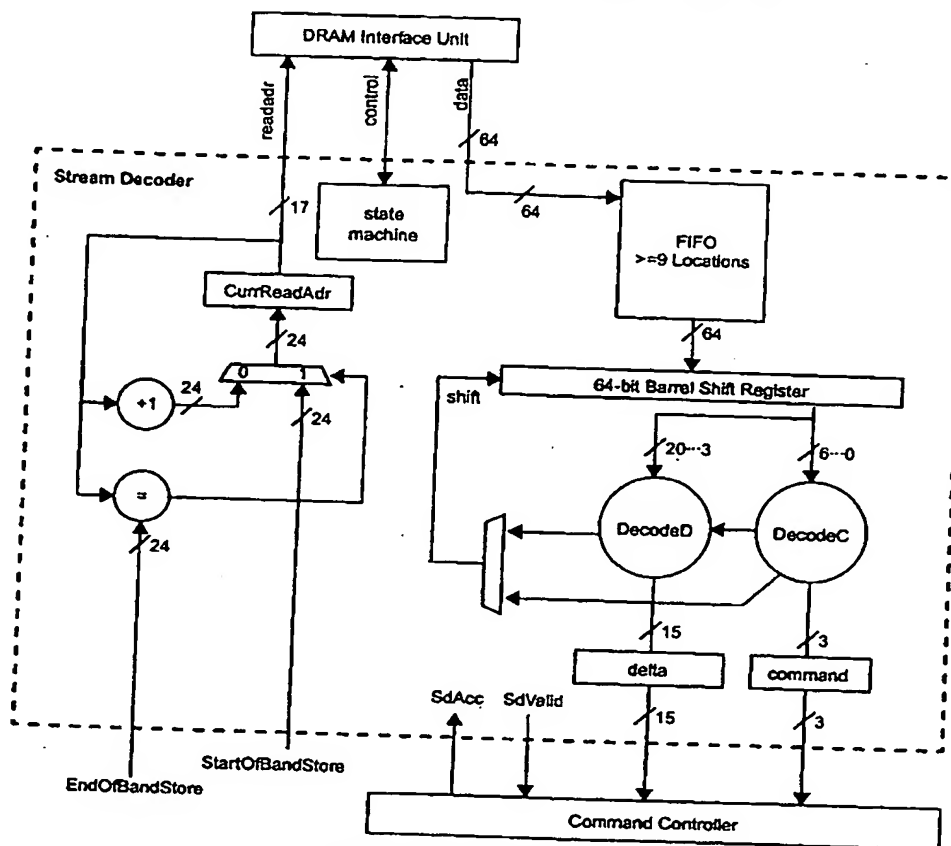 DRAM Interface Unit
readadr
control
data
64
Stream Decoder
17
state
machine
64
FIFO
>=9 Locations
CurrReadAdr
24
64
0 1
64-bit Barrel Shift Register
shift
+1
24
24
20---3
6---0
=
24
DecodeD
DecodeC
15
3
delta
command
SdAcc
SdValid
15
3
StartOfBandStore
EndOfBandStore
Command Controller